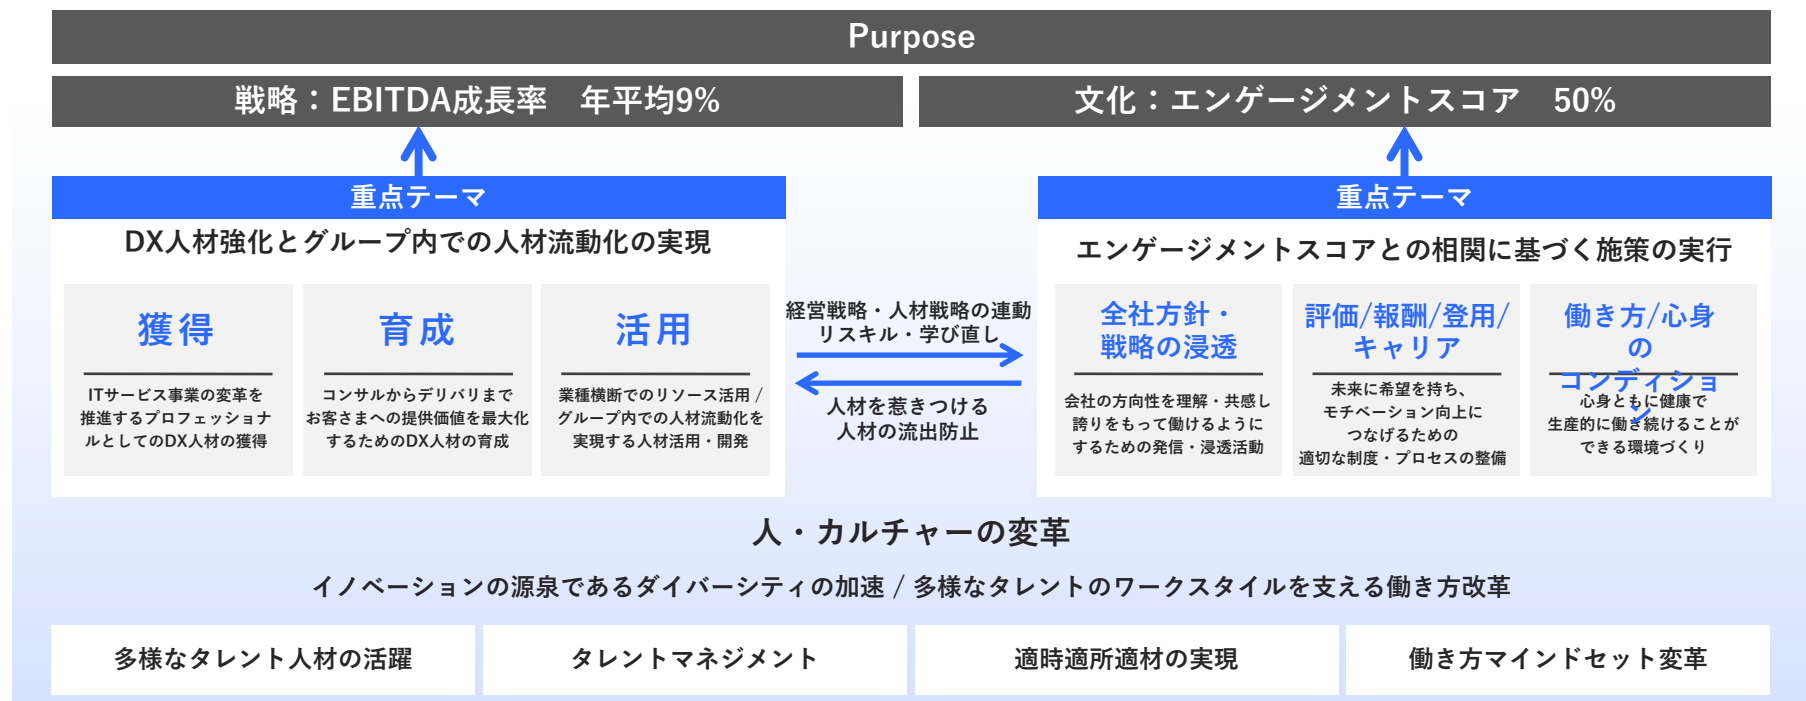 Purpose
戦略：EBITDA成長率　年平均9%
文化：エンゲージメントスコア　50%
重点テーマ
DX人材強化とグループ内での人材流動化の実現
獲得
ITサービス事業の変革を
推進するプロフェッショナ
ルとしてのDX人材の獲得
育成
コンサルからデリバリまで
お客さまへの提供価値を最大化
するためのDX人材の育成
活用
業種横断でのリソース活用 /
グループ内での人材流動化を
実現する人材活用・開発
経営戦略・人材戦略の連動
リスキル・学び直し
人材を惹きつける
人材の流出防止
重点テーマ
エンゲージメントスコアとの相関に基づく施策の実行
全社方針・
戦略の浸透
会社の方向性を理解・共感し
誇りをもって働けるように
するための発信・浸透活動
評価/報酬/登用/
キャリア
未来に希望を持ち、
モチベーション向上に
つなげるための
適切な制度・プロセスの整備
働き方/心身
の
コンディショ
ン
心身ともに健康で
生産的に働き続けることが
できる環境づくり
人・カルチャーの変革
イノベーションの源泉であるダイバーシティの加速 / 多様なタレントのワークスタイルを支える働き方改革
多様なタレント人材の活躍
タレントマネジメント
適時適所適材の実現
働き方マインドセット変革